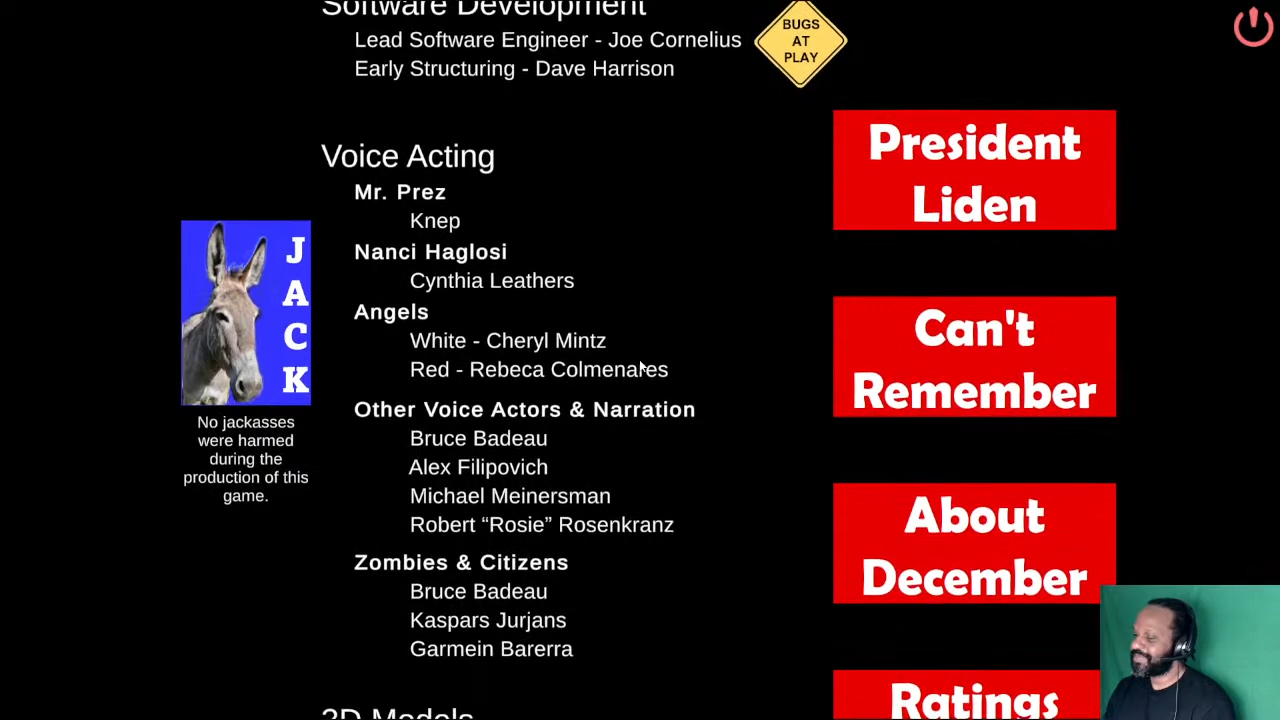 Software Development
Lead Software Engineer - Joe Cornelius
Early Structuring - Dave Harrison
BUGS
AT
PLAY
Voice Acting
Mr. Prez
Knep
Nanci Haglosi
Cynthia Leathers
Angels
White - Cheryl Mintz
Red - Rebeca Colmenares
Other Voice Actors & Narration
Bruce Badeau
Alex Filipovich
Michael Meinersman
Robert “Rosie” Rosenkranz
Zombies & Citizens
Bruce Badeau
Kaspars Jurjans
Garmein Barerra
3D Models
J
A
C
K
No jackasses
were harmed
during the
production of this
game.
President
Liden
Can't
Remember
About
December
Ratings